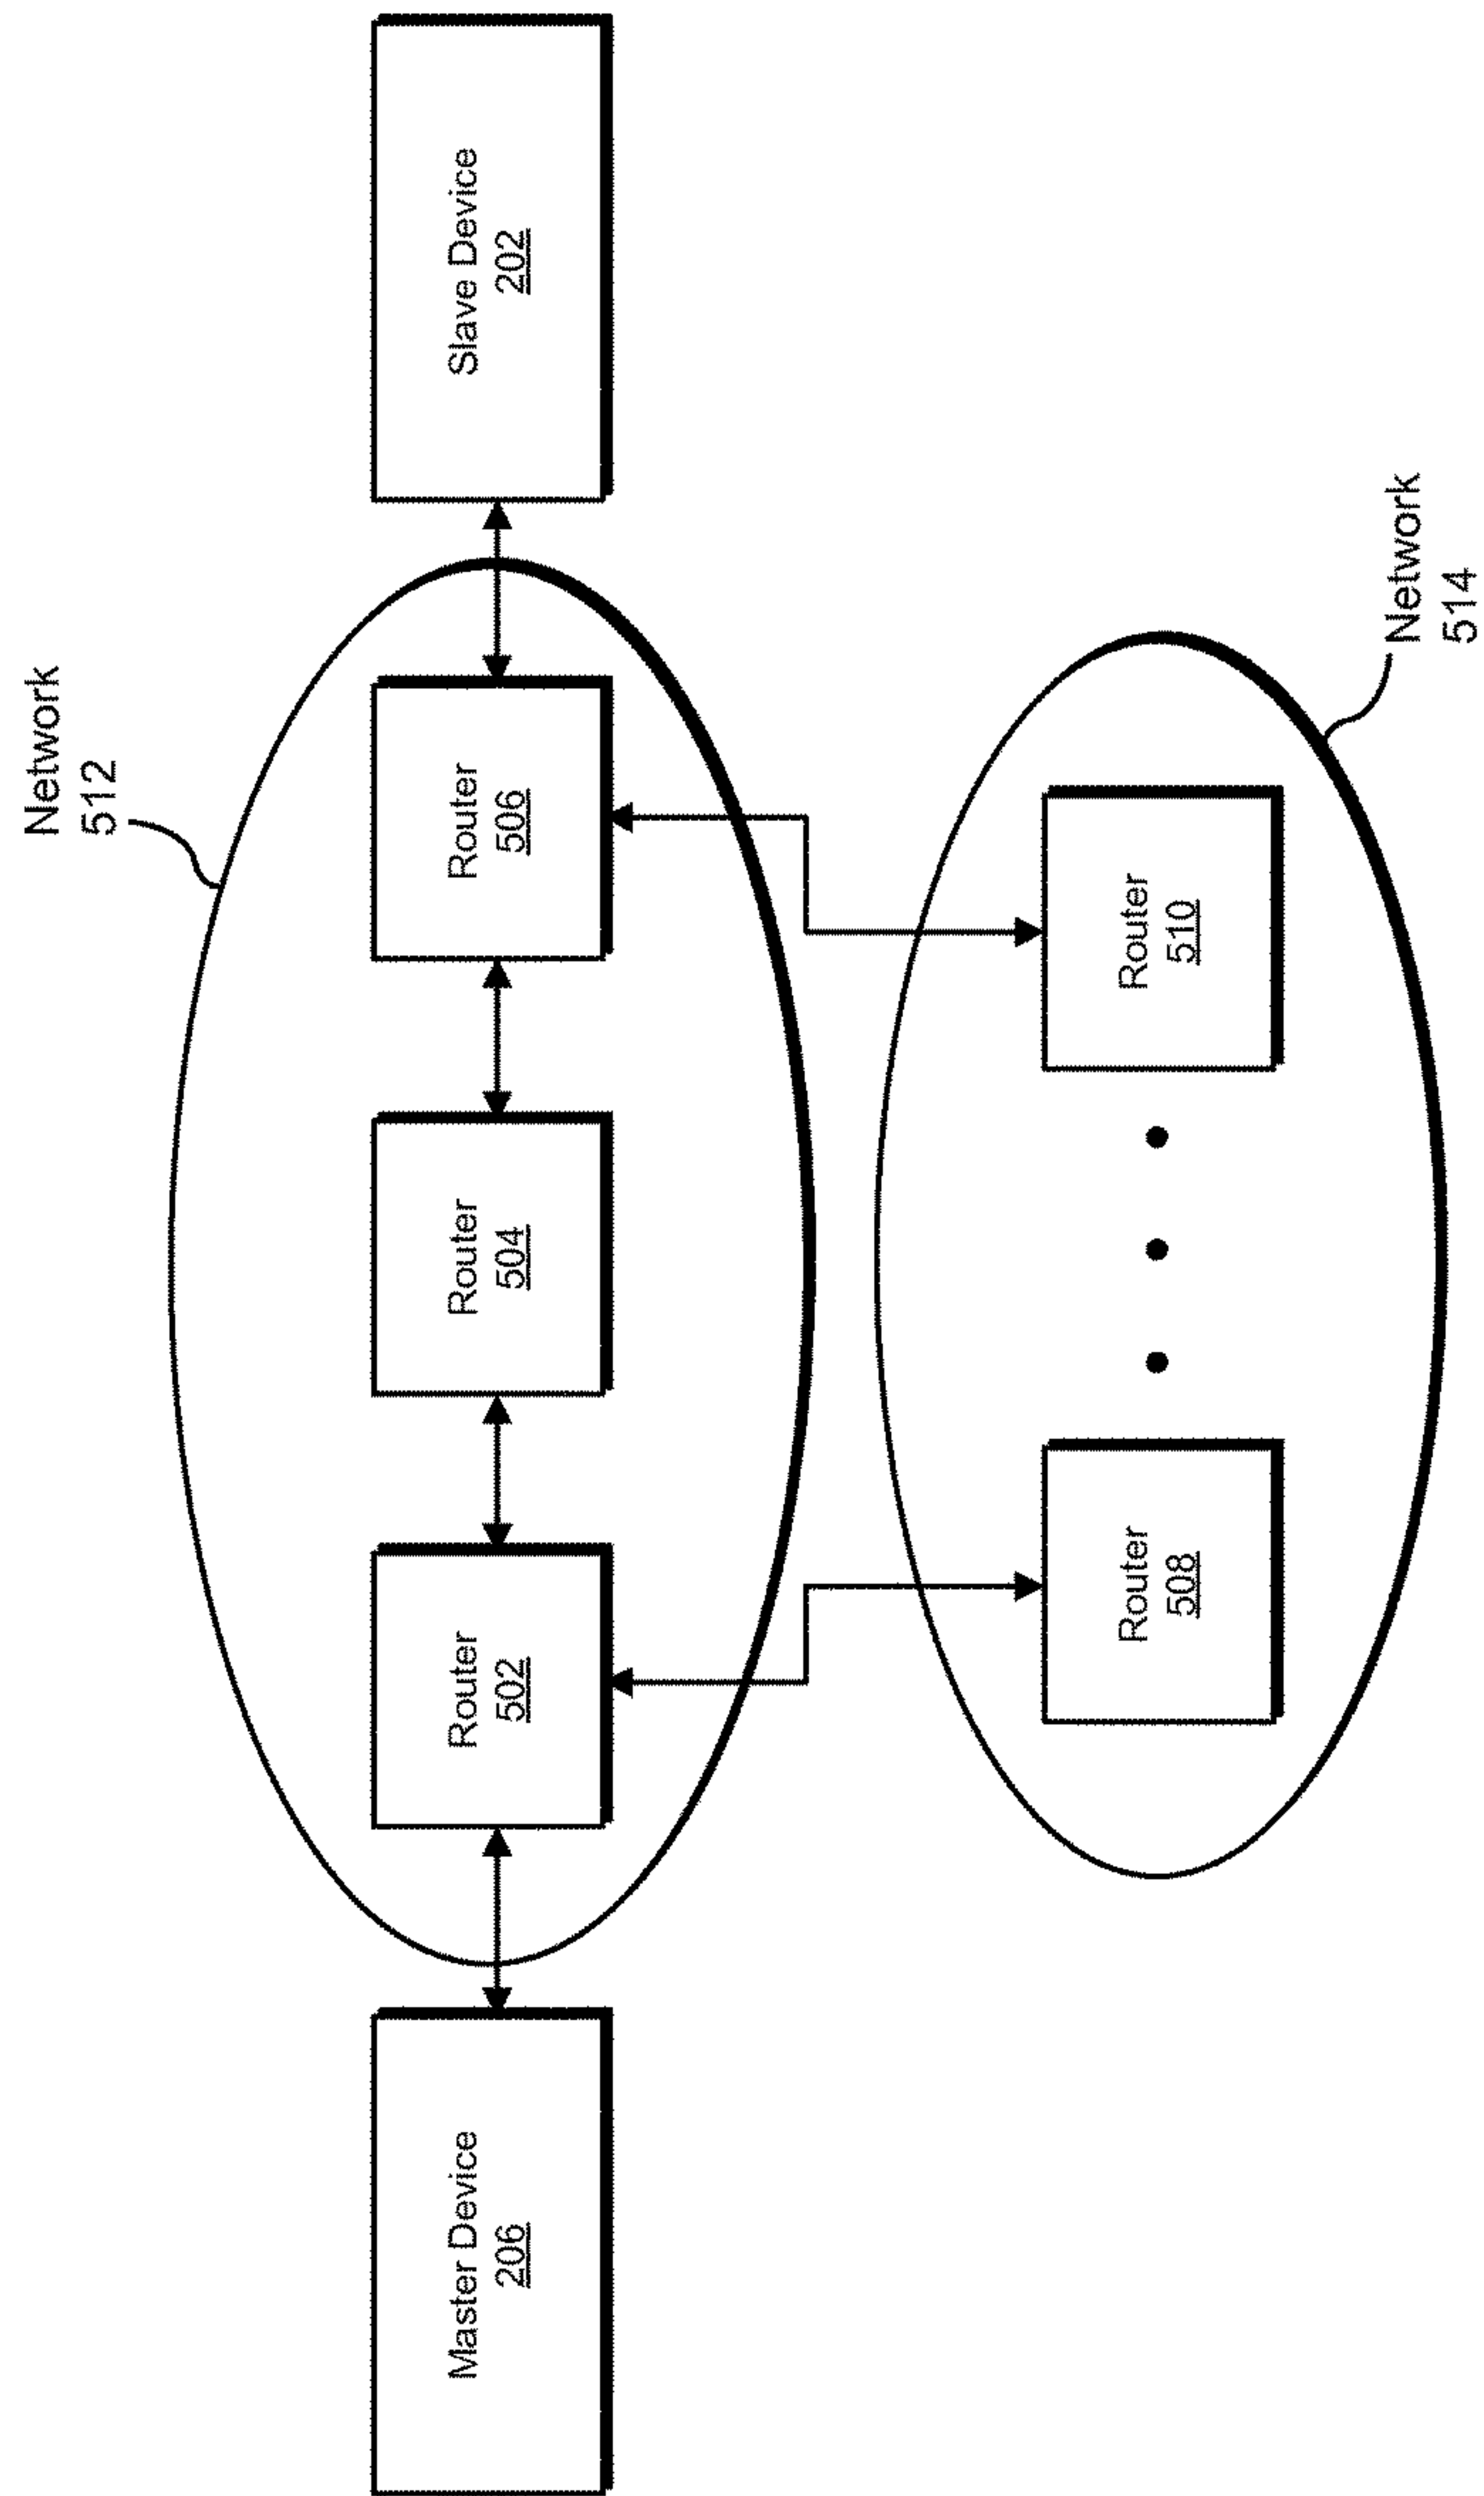 Network
512
Master Device
206
Router
502
Router
504
Router
506
Slave Device
202
Router
508
Router
510
Network
514